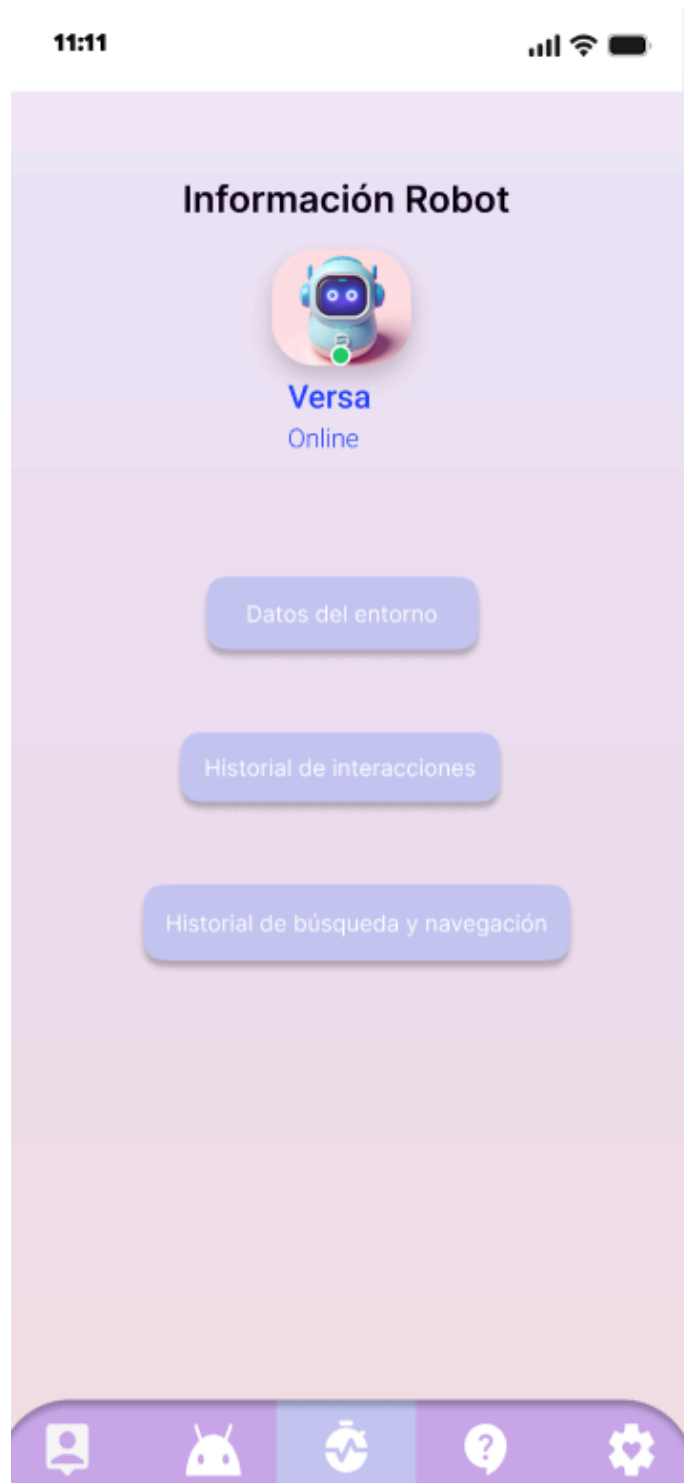 11:11
Información Robot
Versa
Online
Datos del entorno
Historial de interacciones
Historial de búsqueda y navegación
?